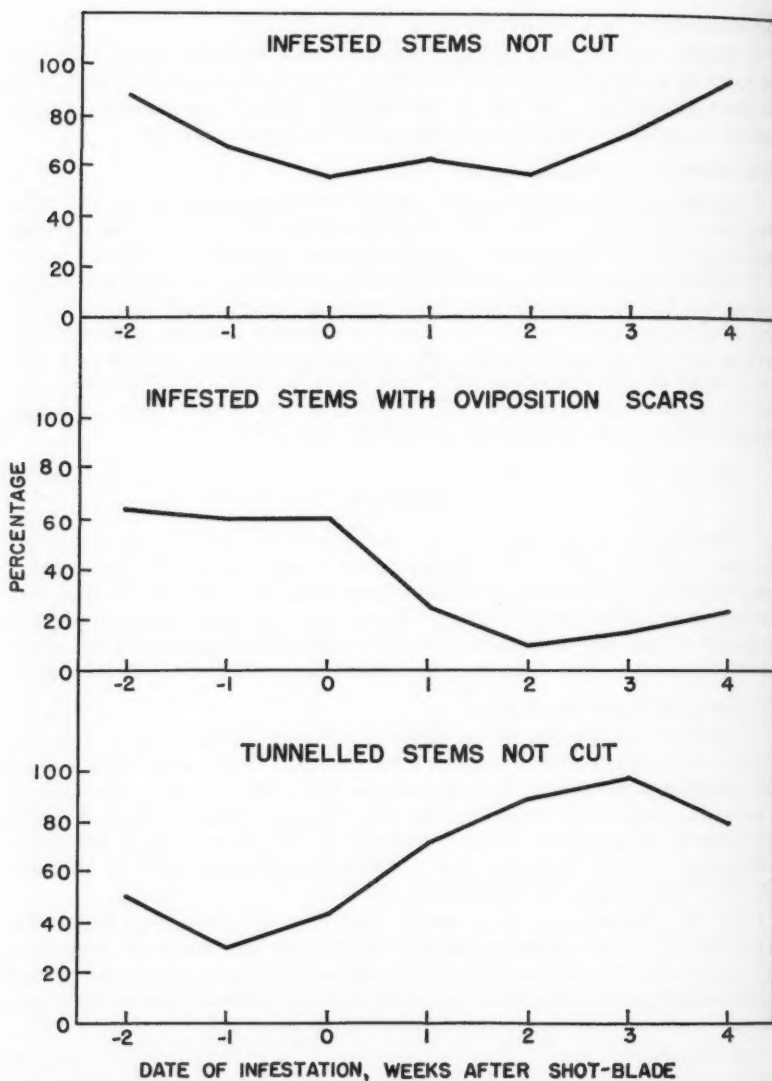 INFESTED STEMS NOT CUT
100
80
60
40
20
0
-2 -1 0 1 2 3 4
INFESTED STEMS WITH OVIPOSITION SCARS
100
80
60
40
20
0
-2 -1 0 1 2 3 4
PERCENTAGE
TUNNELLED STEMS NOT CUT
100
80
60
40
20
0
-2 -1 0 1 2 3 4
DATE OF INFESTATION, WEEKS AFTER SHOT-BLADE